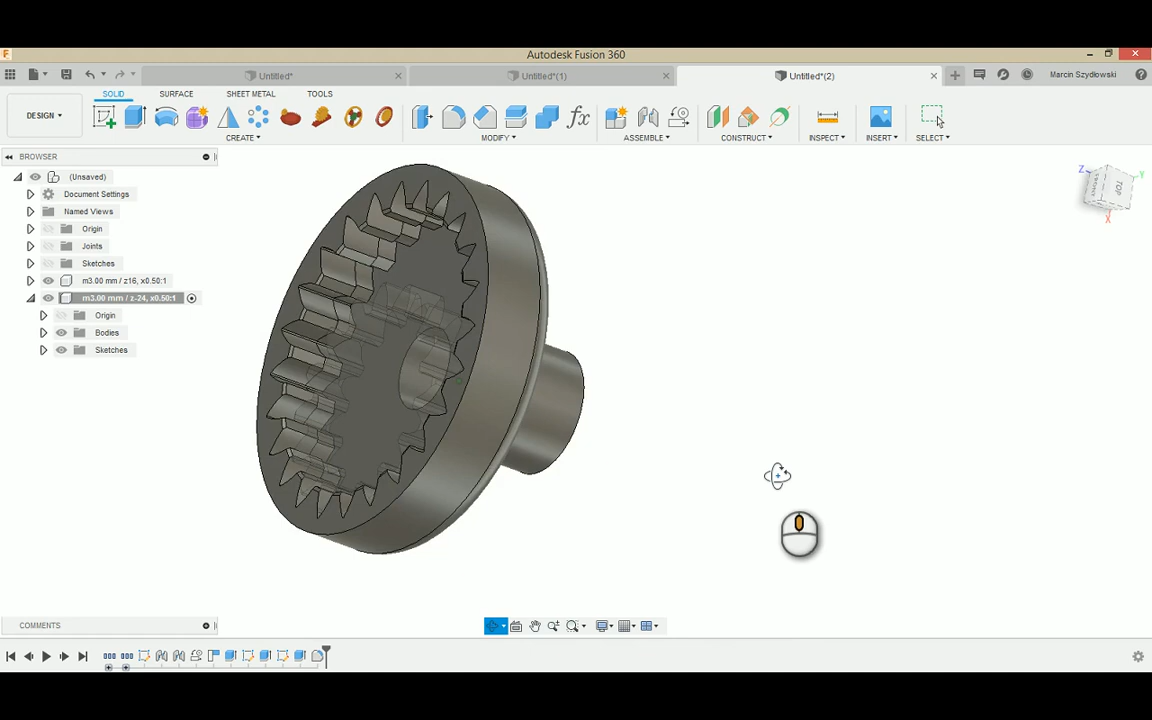 Autodesk Fusion 360
Untitled* Untitled*(1) Untitled*(2) Marcin Szydlowski
SOLID SURFACE SHEET METAL TOOLS
DESIGN
fx
CREATE MODIFY ASSEMBLE CONSTRUCT INSPECT INSERT SELECT
BROWSER
(Unsaved)
Document Settings
Named Views
Origin
Joints
Sketches
m3.00 mm / z16, x0.50:1
m3.00 mm / z-24, x0.50:1
Origin
Bodies
Sketches
Z Y
TOP
X
COMMENTS